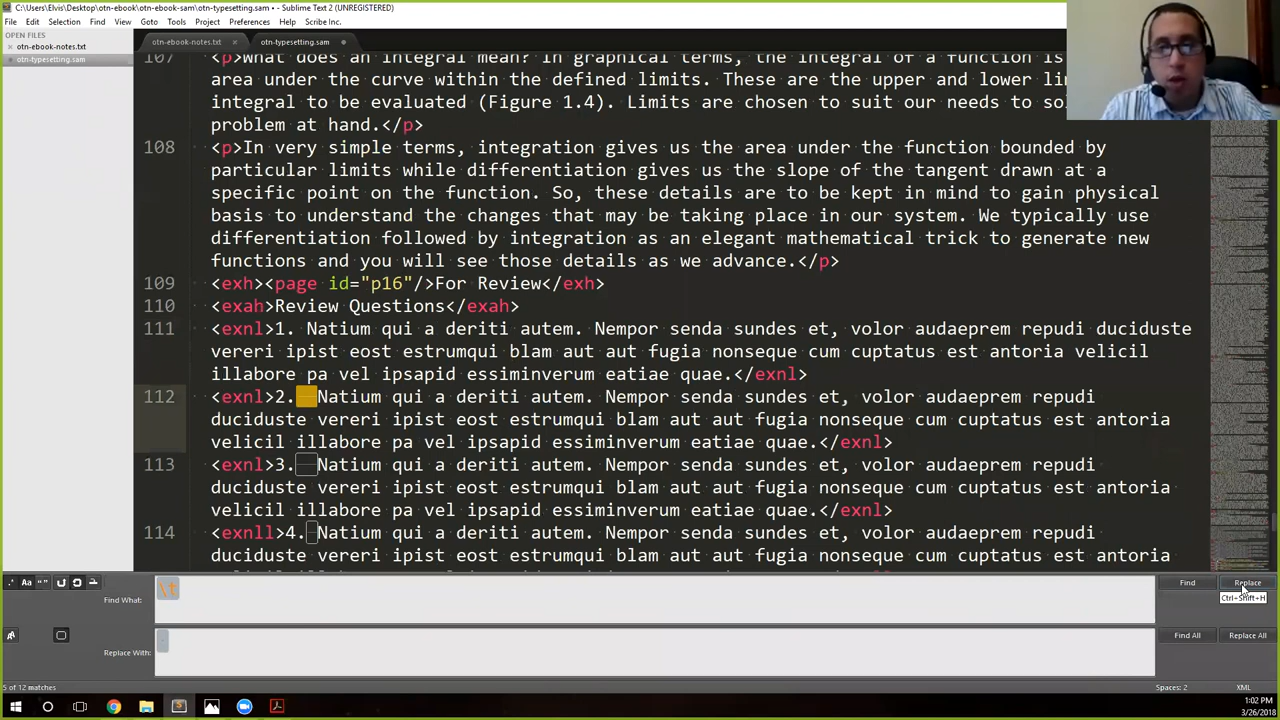 C:\Users\Elvis\Desktop\otn-ebook\otn-ebook-sam\otn-typesetting.sam • - Sublime Text 2 (UNREGISTERED)
File Edit Selection Find View Goto Tools Project Preferences Help Scribe Inc.
OPEN FILES
otn-ebook-notes.txt
otn-typesetting.sam
otn-ebook-notes.txt otn-typesetting.sam
107 <p>What does an integral mean? In graphical terms, the integral of a function is
area under the curve within the defined limits. These are the upper and lower
integral to be evaluated (Figure 1.4). Limits are chosen to suit our needs to
problem at hand.</p>
108 <p>In very simple terms, integration gives us the area under the function bounded by
particular limits while differentiation gives us the slope of the tangent drawn at a
specific point on the function. So, these details are to be kept in mind to gain physical
basis to understand the changes that may be taking place in our system. We typically use
differentiation followed by integration as an elegant mathematical trick to generate new
functions and you will see those details as we advance.</p>
109 <exh><page id="p16"/>For Review</exh>
110 <exah>Review Questions</exah>
111 <exnl>1. Natium qui a deriti autem. Nempor senda sundes et, volor audaeprem repudi duciduste
vereri ipist eost estrumqui blam aut aut fugia nonseque cum cuptatus est antoria velicil
illabore pa vel ipsapid essiminverum eatiae quae.</exnl>
112 <exnl>2. Natium qui a deriti autem. Nempor senda sundes et, volor audaeprem repudi
duciduste vereri ipist eost estrumqui blam aut aut fugia nonseque cum cuptatus est antoria
velicil illabore pa vel ipsapid essiminverum eatiae quae.</exnl>
113 <exnl>3. Natium qui a deriti autem. Nempor senda sundes et, volor audaeprem repudi
duciduste vereri ipist eost estrumqui blam aut aut fugia nonseque cum cuptatus est antoria
velicil illabore pa vel ipsapid essiminverum eatiae quae.</exnl>
114 <exnll>4. Natium qui a deriti autem. Nempor senda sundes et, volor audaeprem repudi
duciduste vereri ipist eost estrumqui blam aut aut fugia nonseque cum cuptatus est antoria
Find What: \t Find Replace
Ctrl+Shift+H
Replace With: Find All Replace All
5 of 12 matches Spaces: 2 XML
1:02 PM
3/26/2018